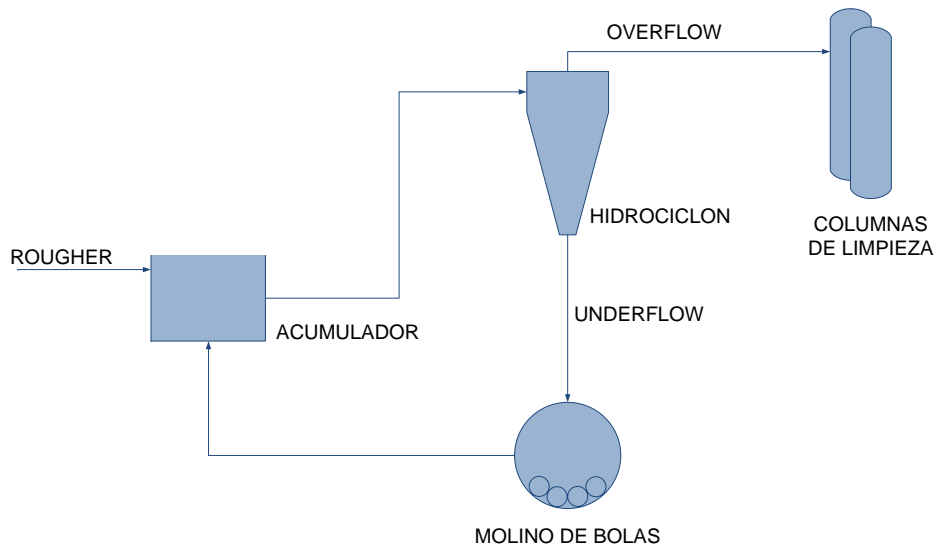 OVERFLOW
HIDROCICLON
COLUMNAS
DE LIMPIEZA
ROUGHER
UNDERFLOW
ACUMULADOR
MOLINO DE BOLAS